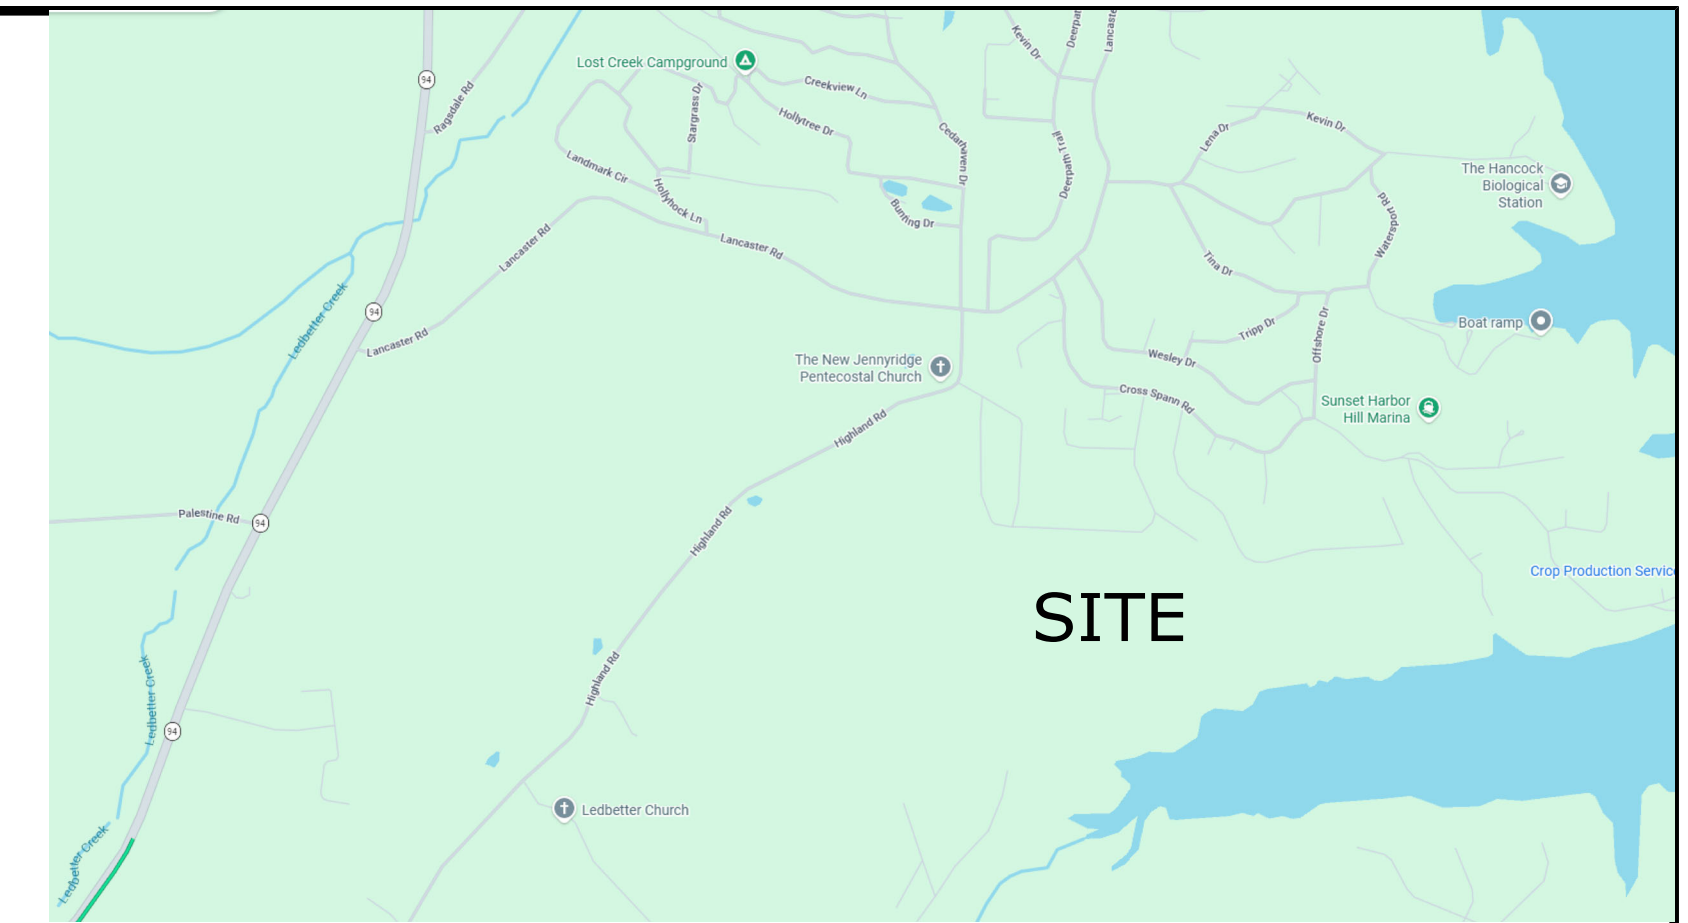 Kevin Dr
Deerpat
Lancaste
Lost Creek Campground
94
Ragsdale Rd
Stargrass Dr
Creekview Ln
Hollytree Dr
Cedarhaven Dr
Deerpath Trail
Lena Dr
Kevin Dr
Landmark Cir
Hollyhock Ln
Bunting Dr
The Hancock
Biological
Station
Watersport Rd
Lancaster Rd
Lancaster Rd
Tina Dr
Ledbetter Creek
94
Lancaster Rd
Tripp Dr
Offshore Dr
Boat ramp
The New Jennyridge
Pentecostal Church
Wesley Dr
Cross Spann Rd
Sunset Harbor
Hill Marina
Highland Rd
Palestine Rd
94
Highland Rd
Crop Production Servic
SITE
Highland Rd
Ledbetter Creek
94
Ledbetter Church
Ledbetter Creek